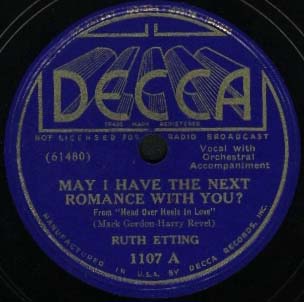 DECCA
TRADE MARK REGISTERED
NOT LICENSED FOR RADIO BROADCAST
(61480)
Vocal with
Orchestral
Accompaniment
MAY I HAVE THE NEXT
ROMANCE WITH YOU?
From "Head Over Heels in Love"
(Mack Gordon-Harry Revel)
RUTH ETTING
1107 A
MANUFACTURED IN U.S.A. BY DECCA RECORDS, INC.